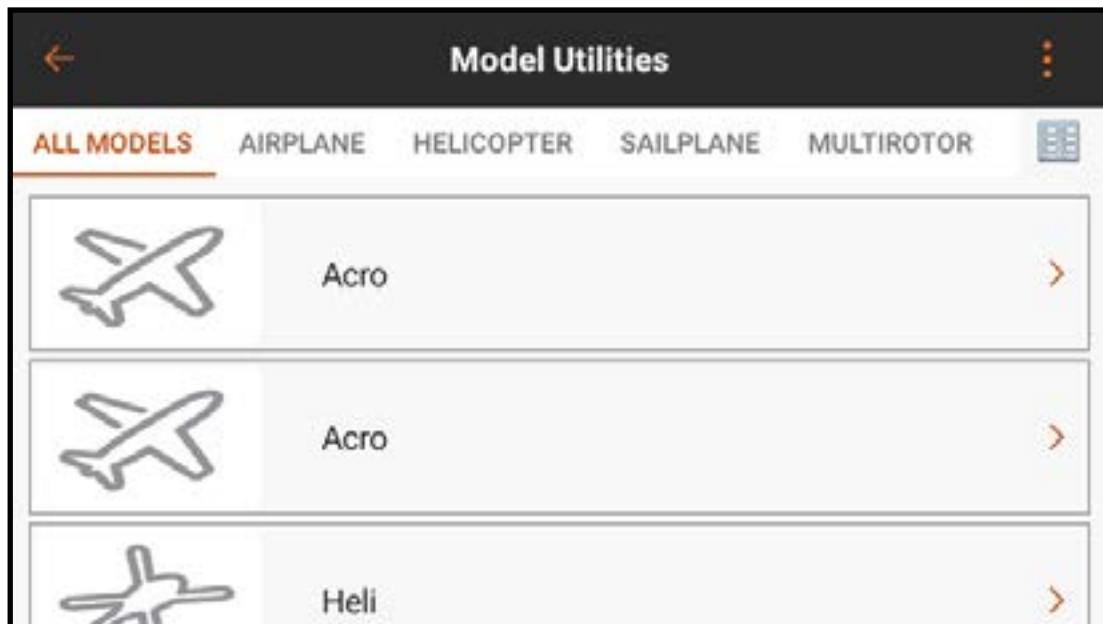 Model Utilities
ALL MODELS AIRPLANE HELICOPTER SAILPLANE MULTIROTOR
Acro
Acro
Heli